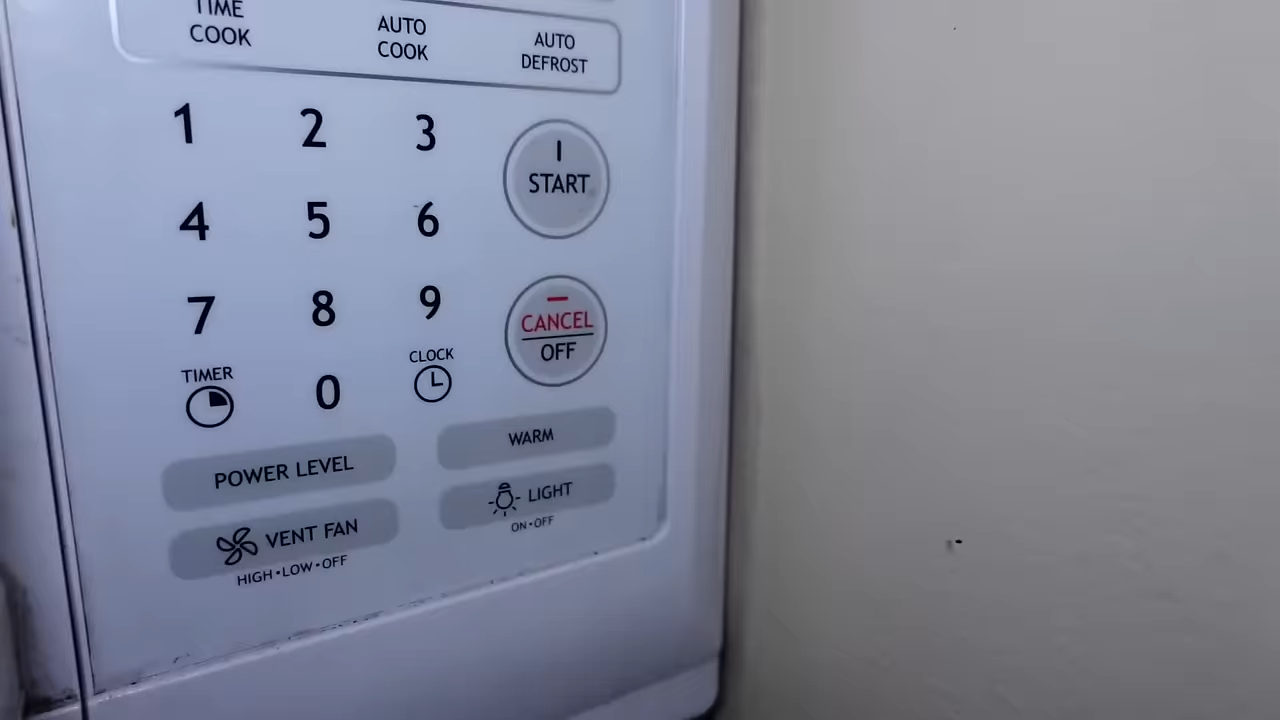 TIME
COOK
AUTO
COOK
AUTO
DEFROST
1 2 3
I
START
4 5 6
7 8 9
CANCEL
OFF
TIMER
0
CLOCK
POWER LEVEL
WARM
VENT FAN
HIGH•LOW•OFF
LIGHT
ON•OFF